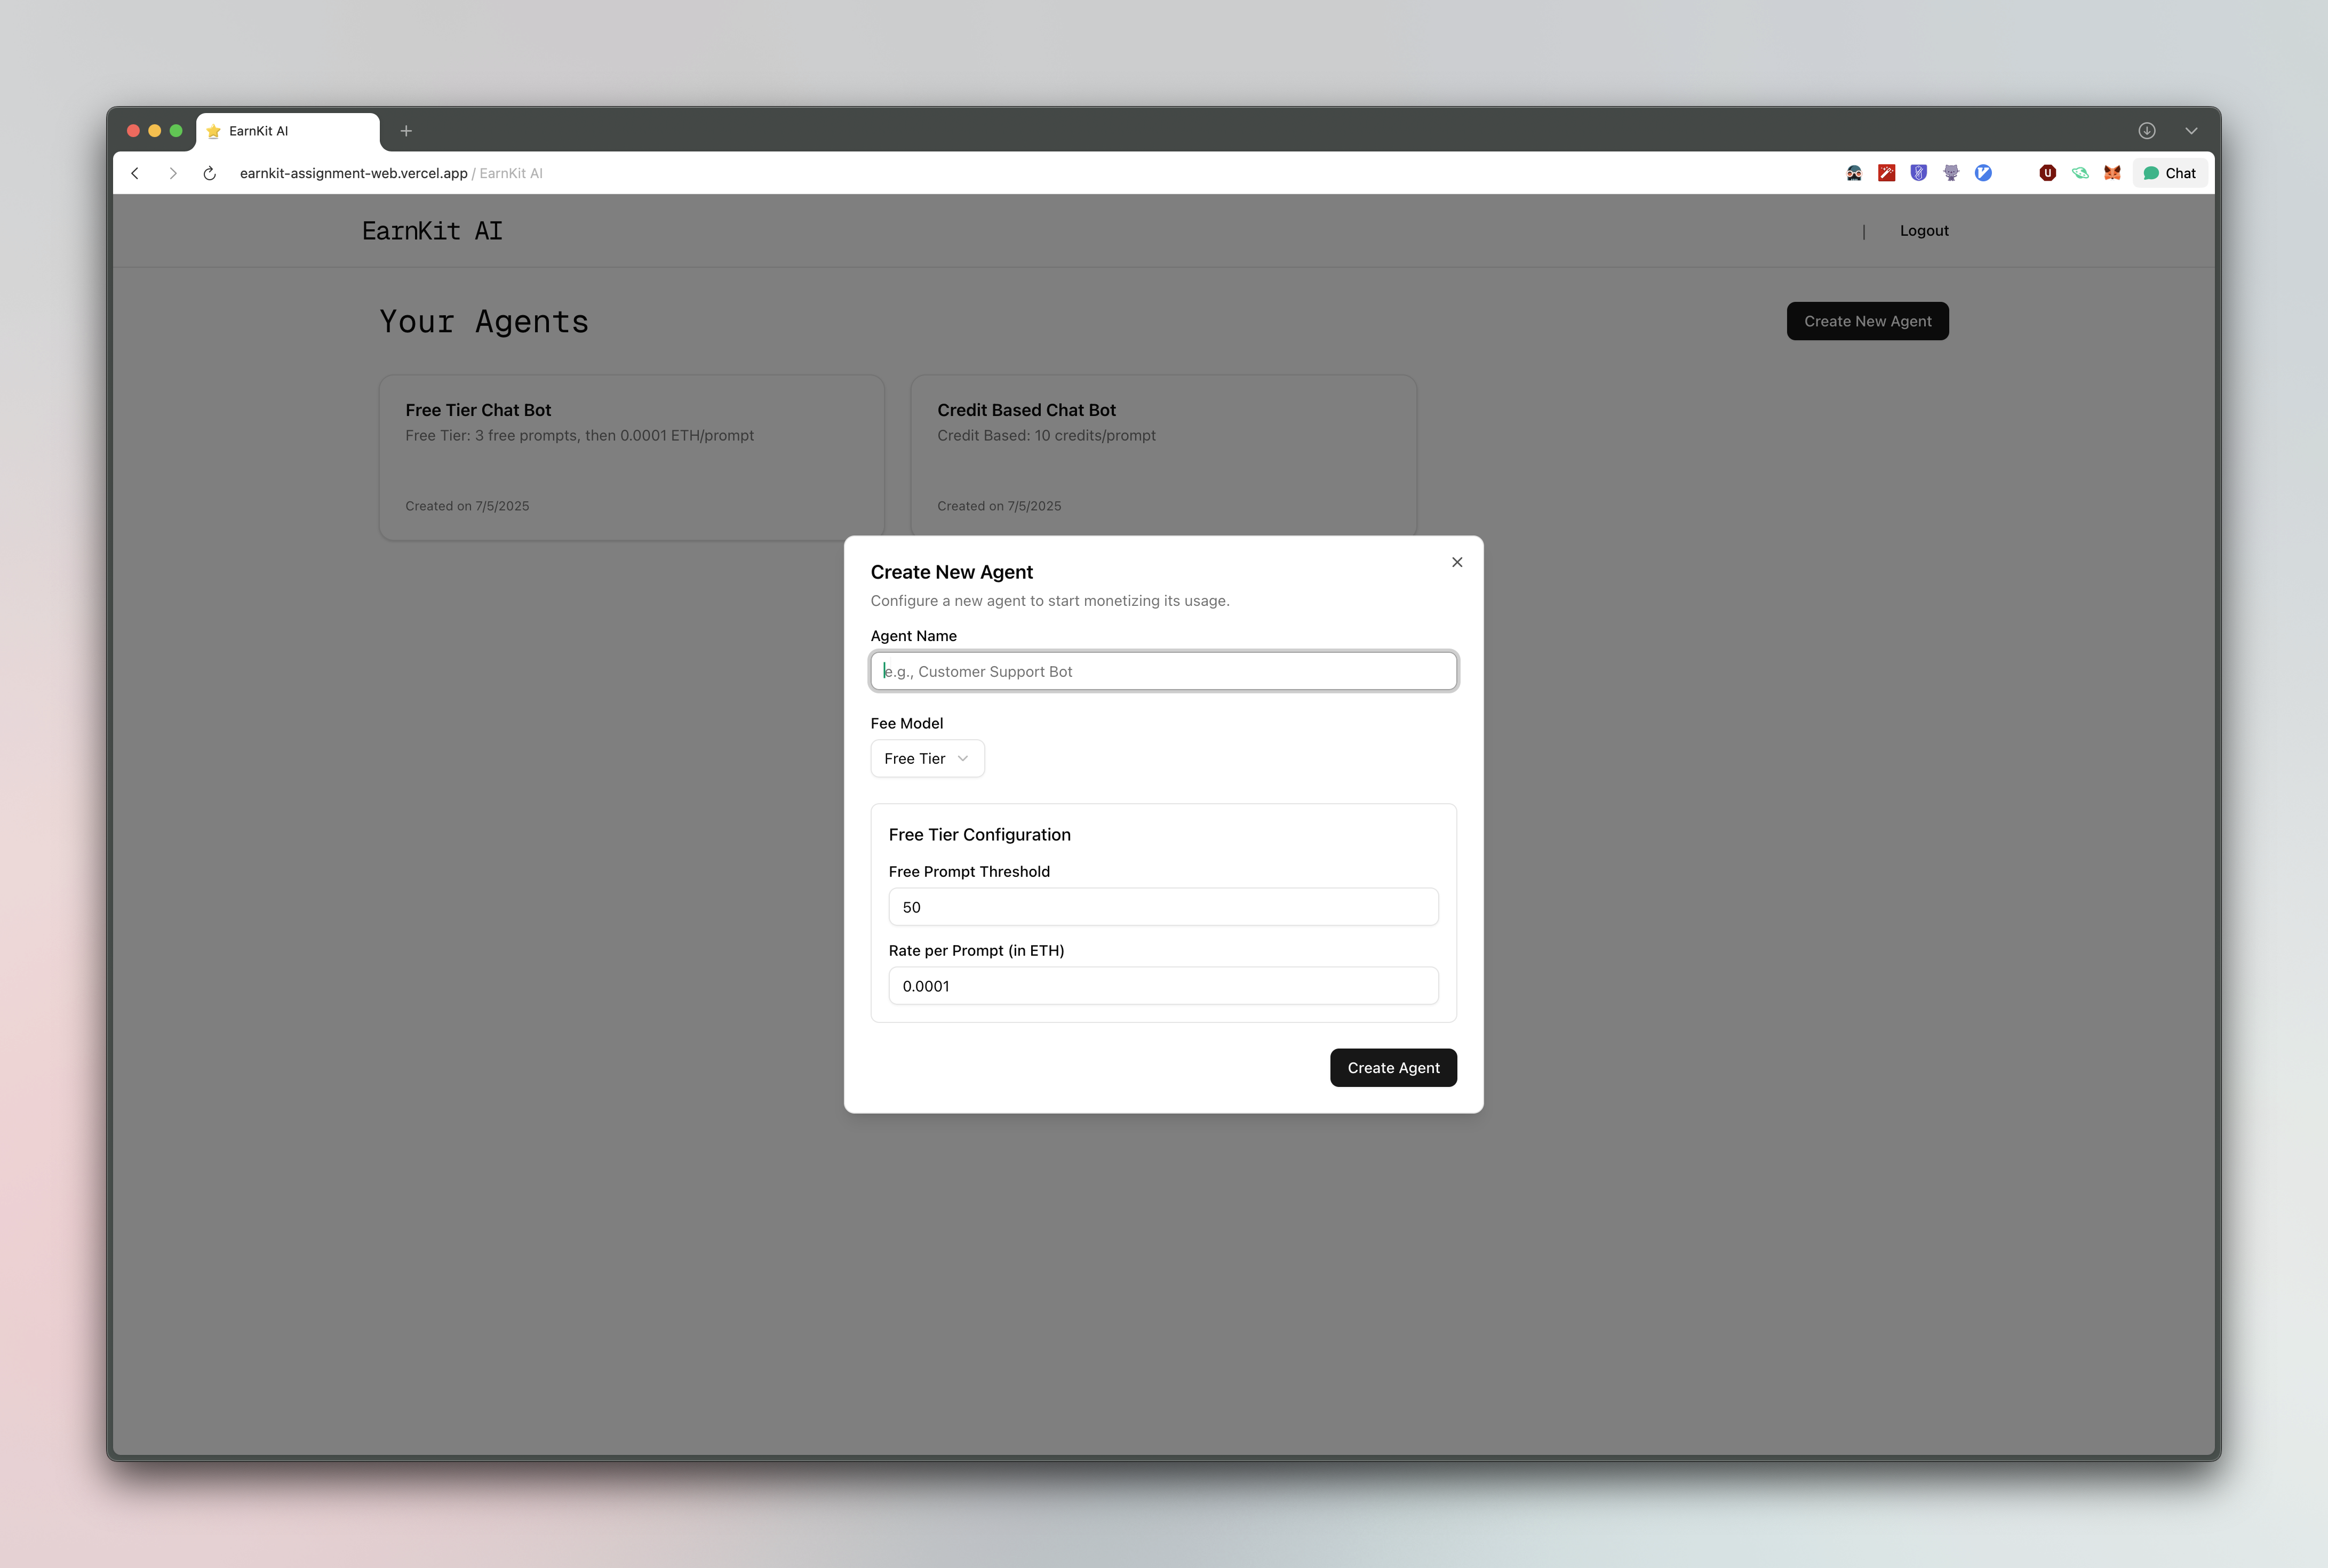 EarnKit AI
earnkit-assignment-web.vercel.app / EarnKit AI
Chat
EarnKit AI
| Logout
Your Agents
Create New Agent
Free Tier Chat Bot
Free Tier: 3 free prompts, then 0.0001 ETH/prompt
Created on 7/5/2025
Credit Based Chat Bot
Credit Based: 10 credits/prompt
Created on 7/5/2025
Create New Agent
Configure a new agent to start monetizing its usage.
Agent Name
e.g., Customer Support Bot
Fee Model
Free Tier
Free Tier Configuration
Free Prompt Threshold
50
Rate per Prompt (in ETH)
0.0001
Create Agent